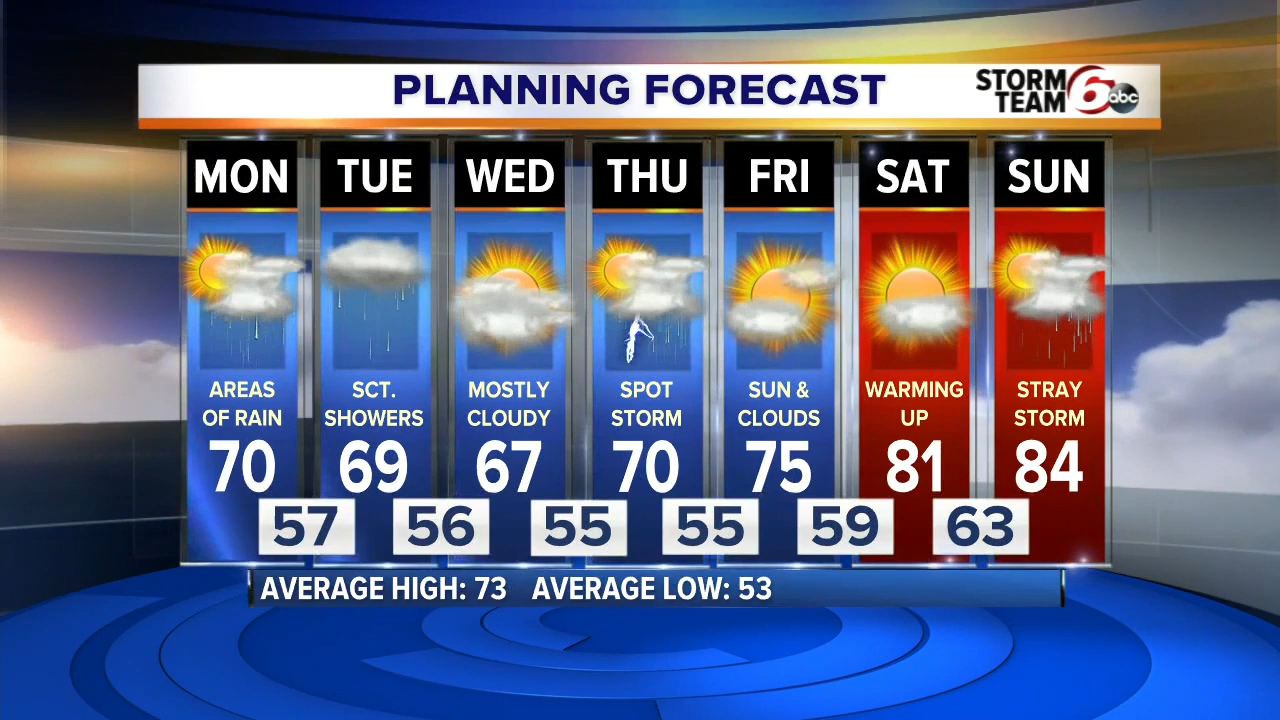 PLANNING FORECAST
STORM
TEAM 6 abc
MON TUE WED THU FRI SAT SUN
AREAS SCT. MOSTLY SPOT SUN & WARMING STRAY
OF RAIN SHOWERS CLOUDY STORM CLOUDS UP STORM
70 69 67 70 75 81 84
57 56 55 55 59 63
AVERAGE HIGH: 73 AVERAGE LOW: 53